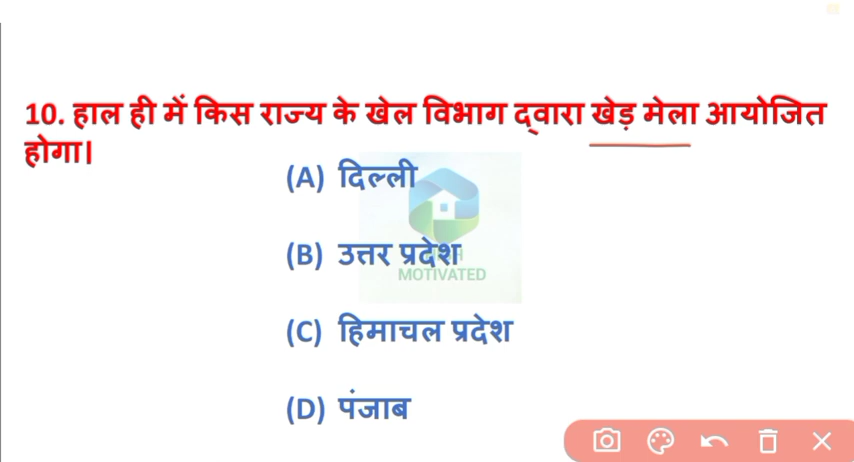 10. हाल ही में किस राज्य के खेल विभाग द्वारा खेड़ मेला आयोजित
होगा।
(A) दिल्ली
(B) उत्तर प्रदेश
MOTIVATED
(C) हिमाचल प्रदेश
(D) पंजाब